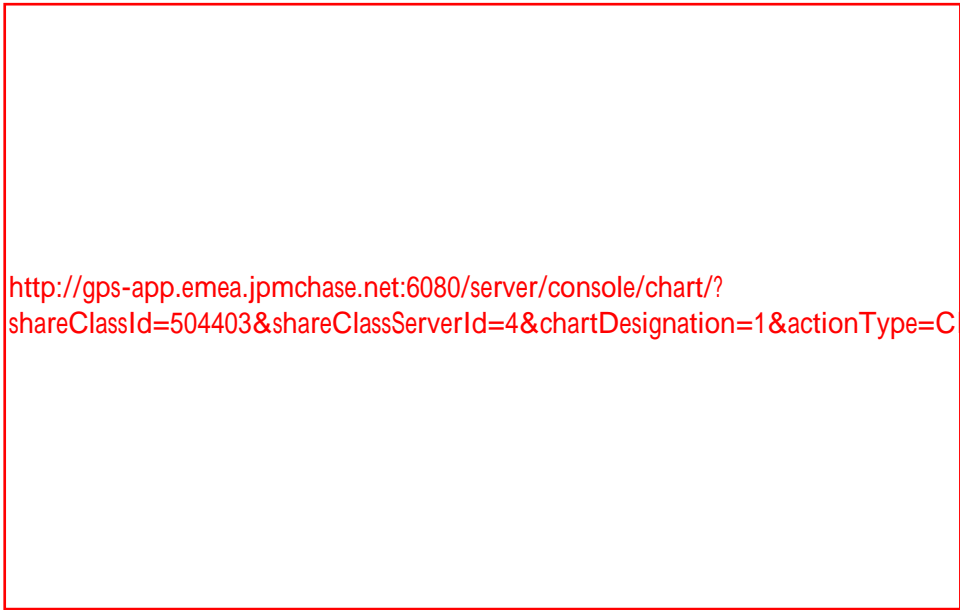 http://gps-app.emea.jpmchase.net:6080/server/console/chart/?
shareClassId=504403&shareClassServerId=4&chartDesignation=1&actionType=C